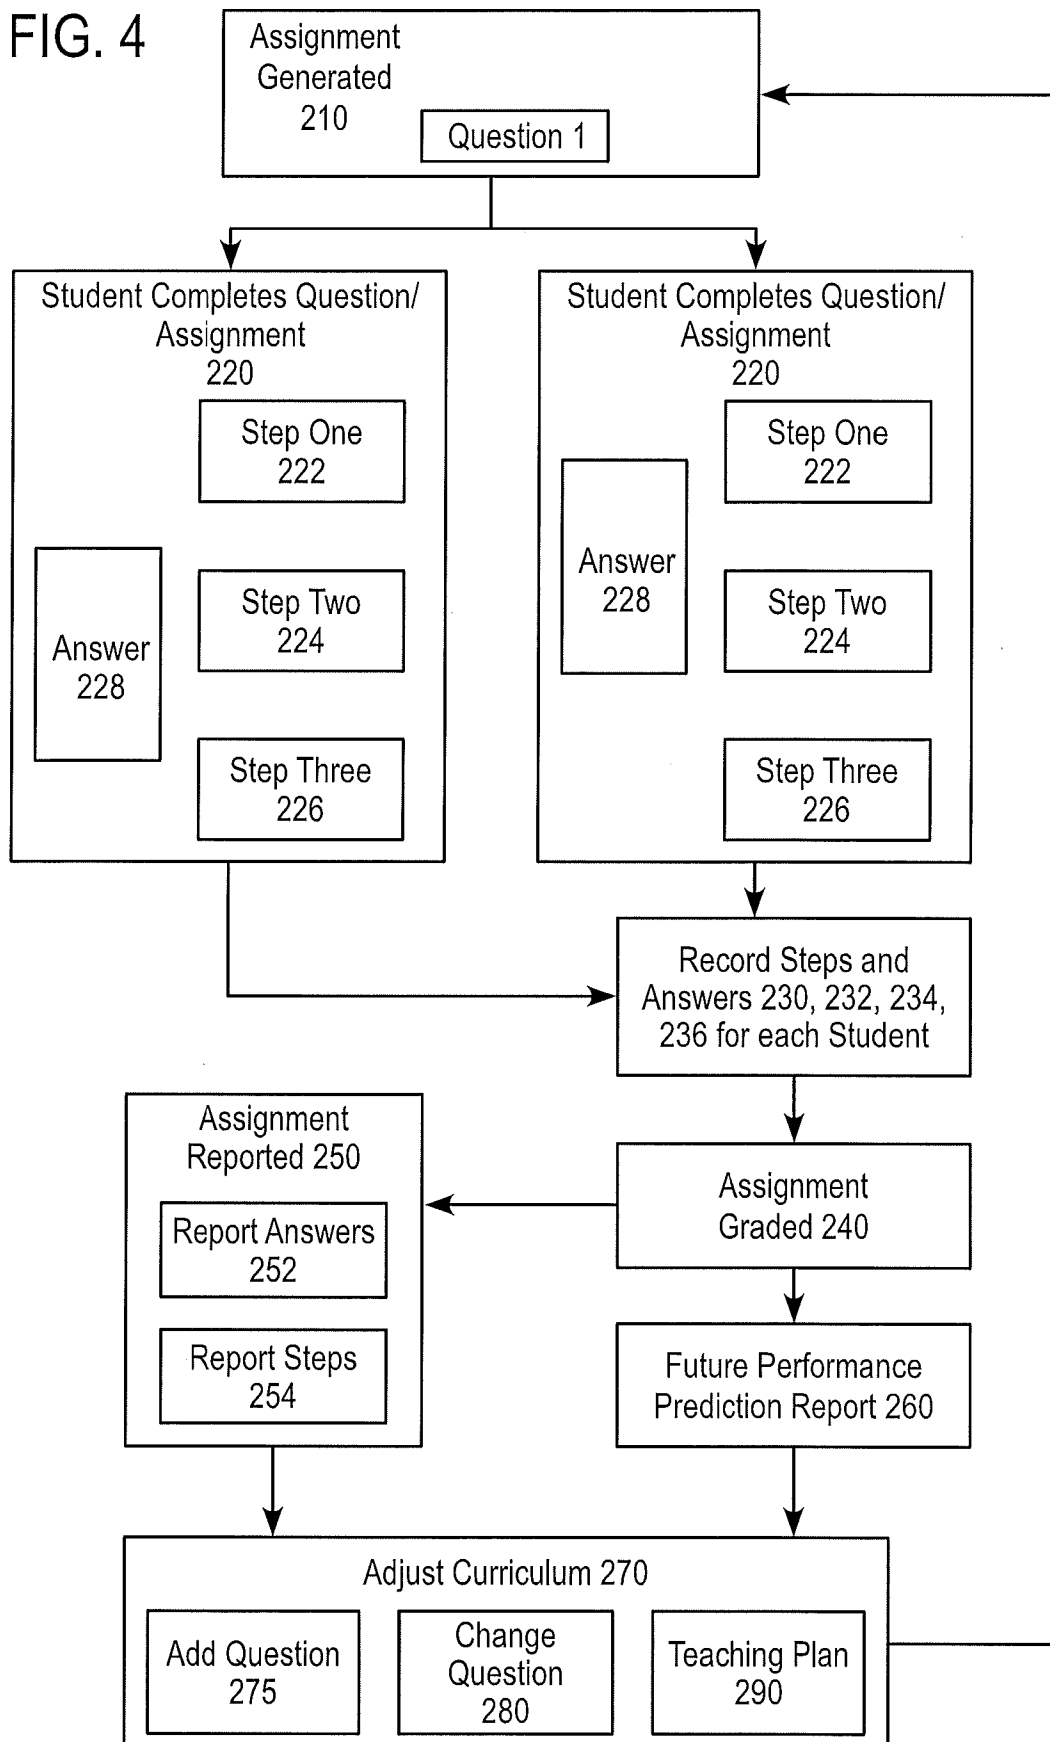 FIG. 4
Assignment
Generated
210
Question 1
Student Completes Question/
Assignment
220
Step One
222
Answer
228
Step Two
224
Step Three
226
Student Completes Question/
Assignment
220
Step One
222
Answer
228
Step Two
224
Step Three
226
Record Steps and
Answers 230, 232, 234,
236 for each Student
Assignment
Reported 250
Report Answers
252
Report Steps
254
Assignment
Graded 240
Future Performance
Prediction Report 260
Adjust Curriculum 270
Add Question
275
Change
Question
280
Teaching Plan
290